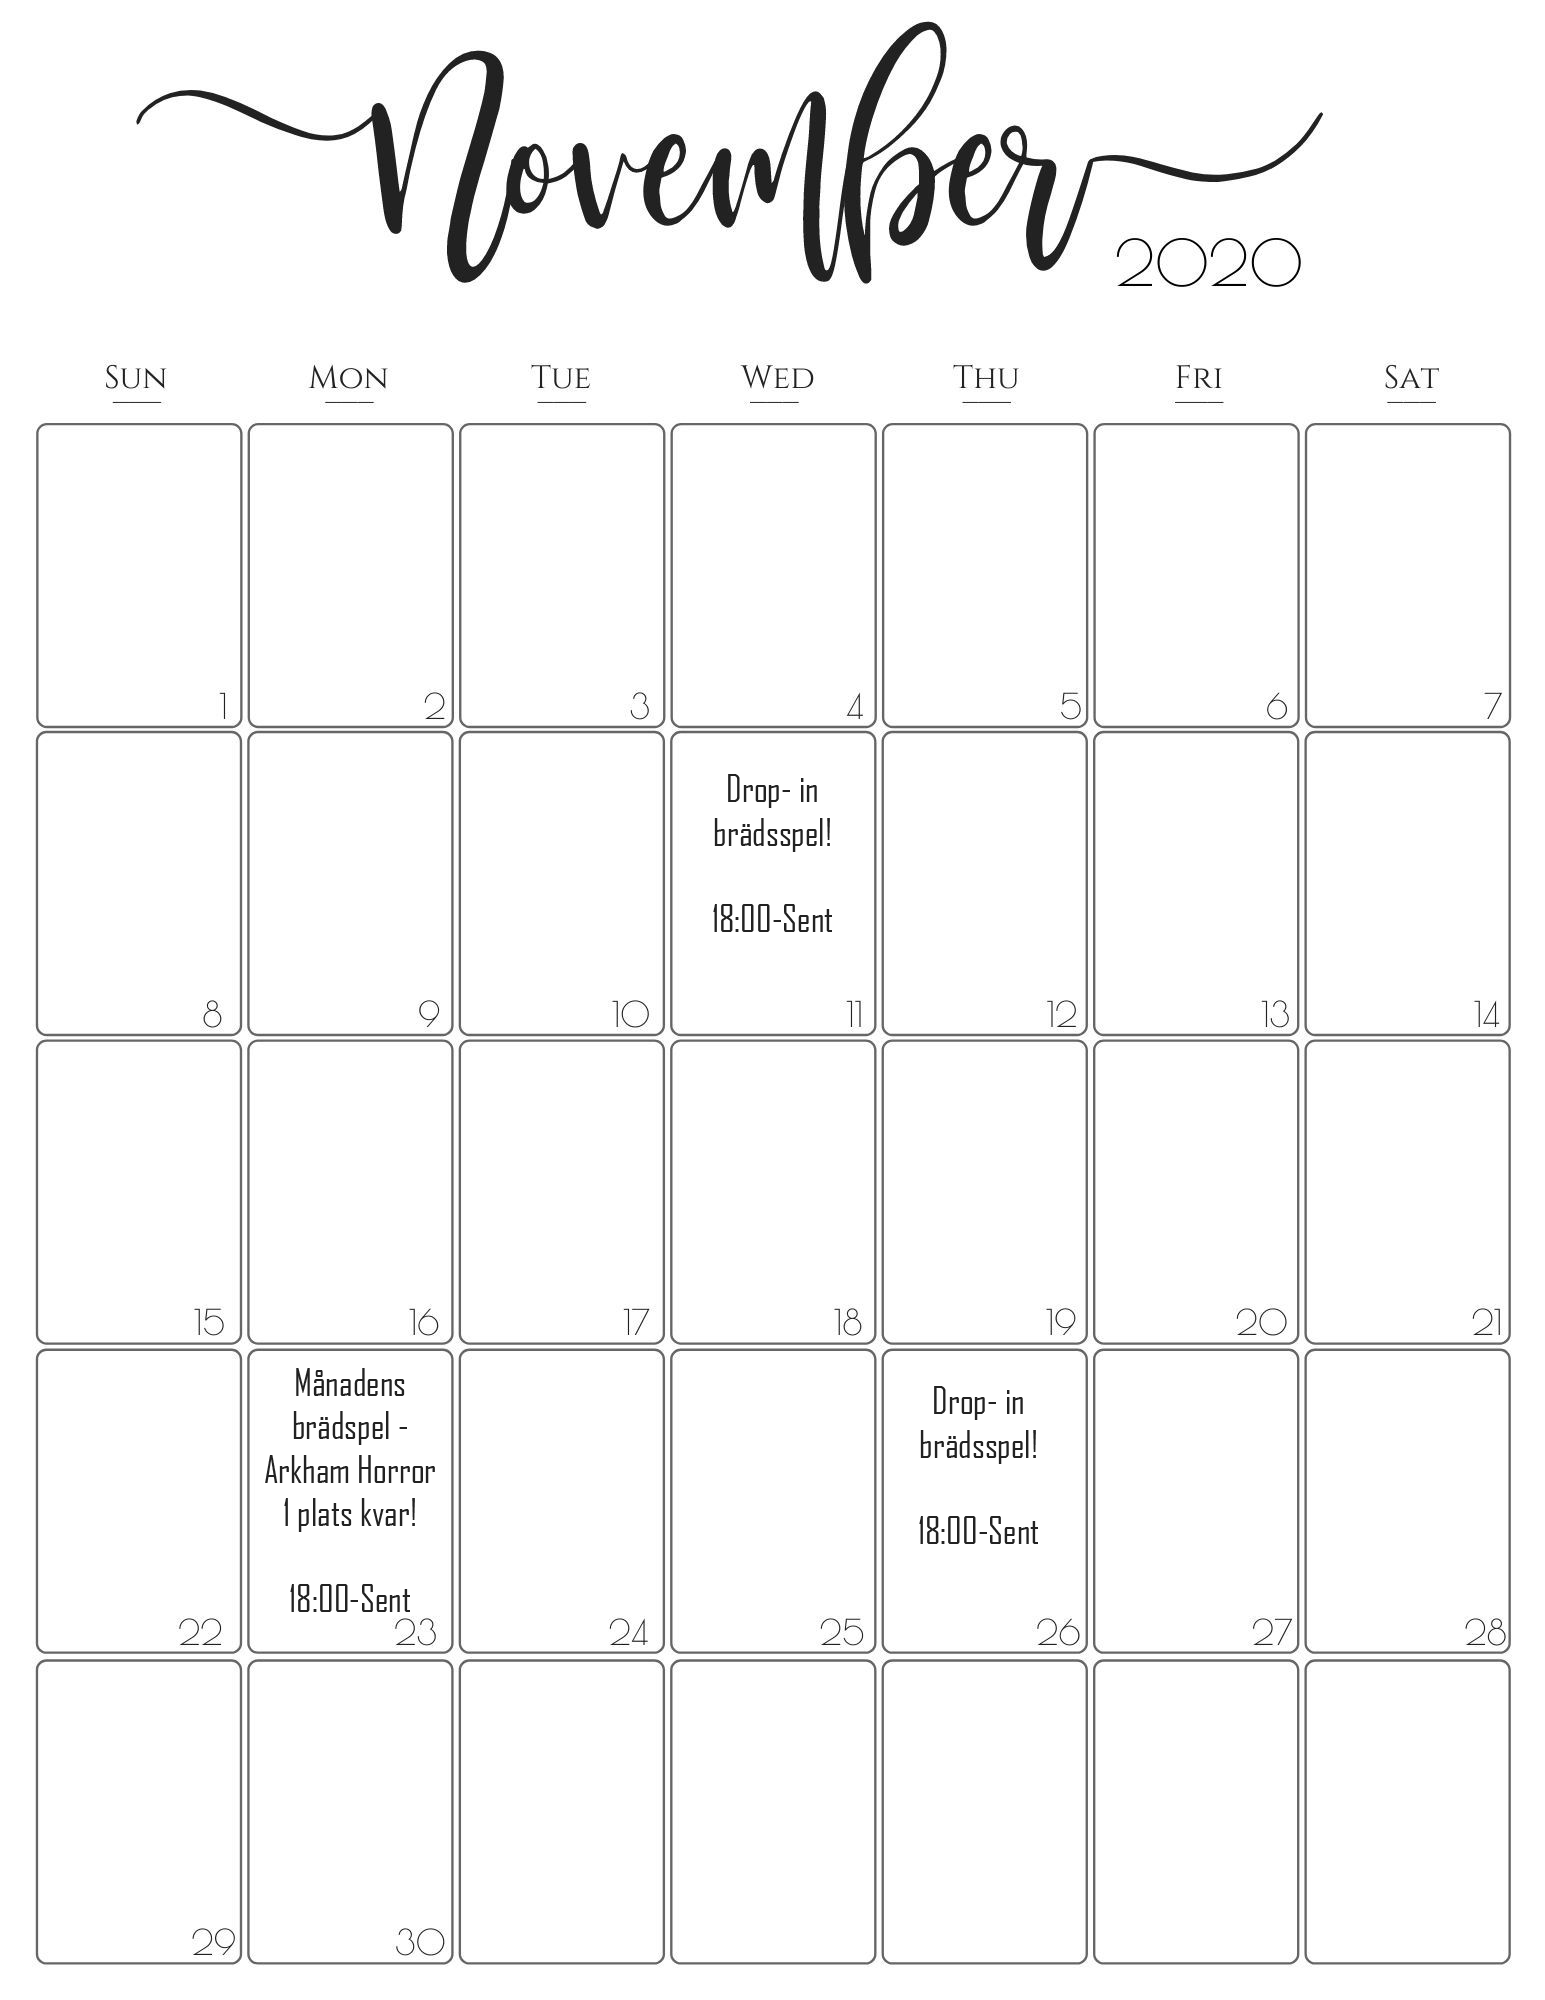 November
2020
Sun Mon Tue Wed Thu Fri Sat
1 2 3 4 5 6 7
Drop- in
brädsspel!
18:00-Sent
8 9 10 11 12 13 14
15 16 17 18 19 20 21
Månadens
brädspel -
Arkham Horror
1 plats kvar!
18:00-Sent
Drop- in
brädsspel!
18:00-Sent
22 23 24 25 26 27 28
29 30